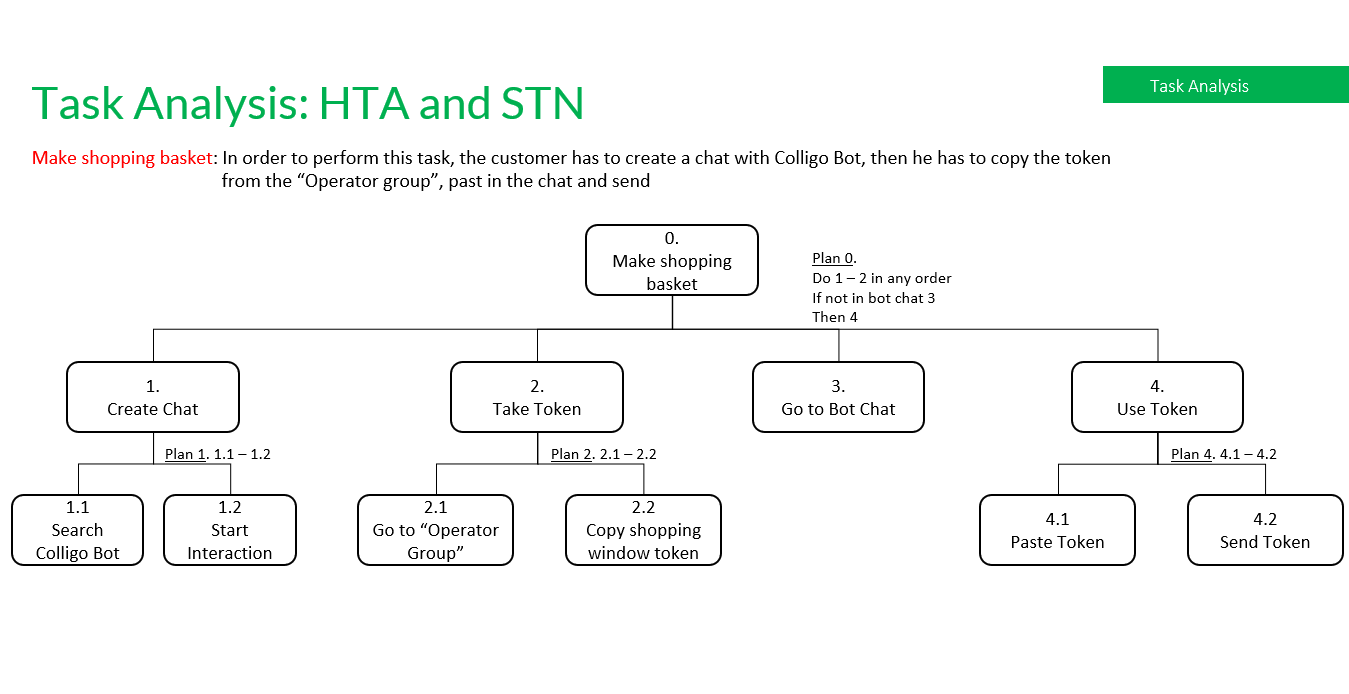 Task Analysis
Task Analysis: HTA and STN
Make shopping basket: In order to perform this task, the customer has to create a chat with Colligo Bot, then he has to copy the token
from the “Operator group”, past in the chat and send
0.
Make shopping
basket
Plan 0.
Do 1 – 2 in any order
If not in bot chat 3
Then 4
1.
Create Chat
2.
Take Token
3.
Go to Bot Chat
4.
Use Token
Plan 1. 1.1 – 1.2
Plan 2. 2.1 – 2.2
Plan 4. 4.1 – 4.2
1.1
Search
Colligo Bot
1.2
Start
Interaction
2.1
Go to “Operator
Group”
2.2
Copy shopping
window token
4.1
Paste Token
4.2
Send Token